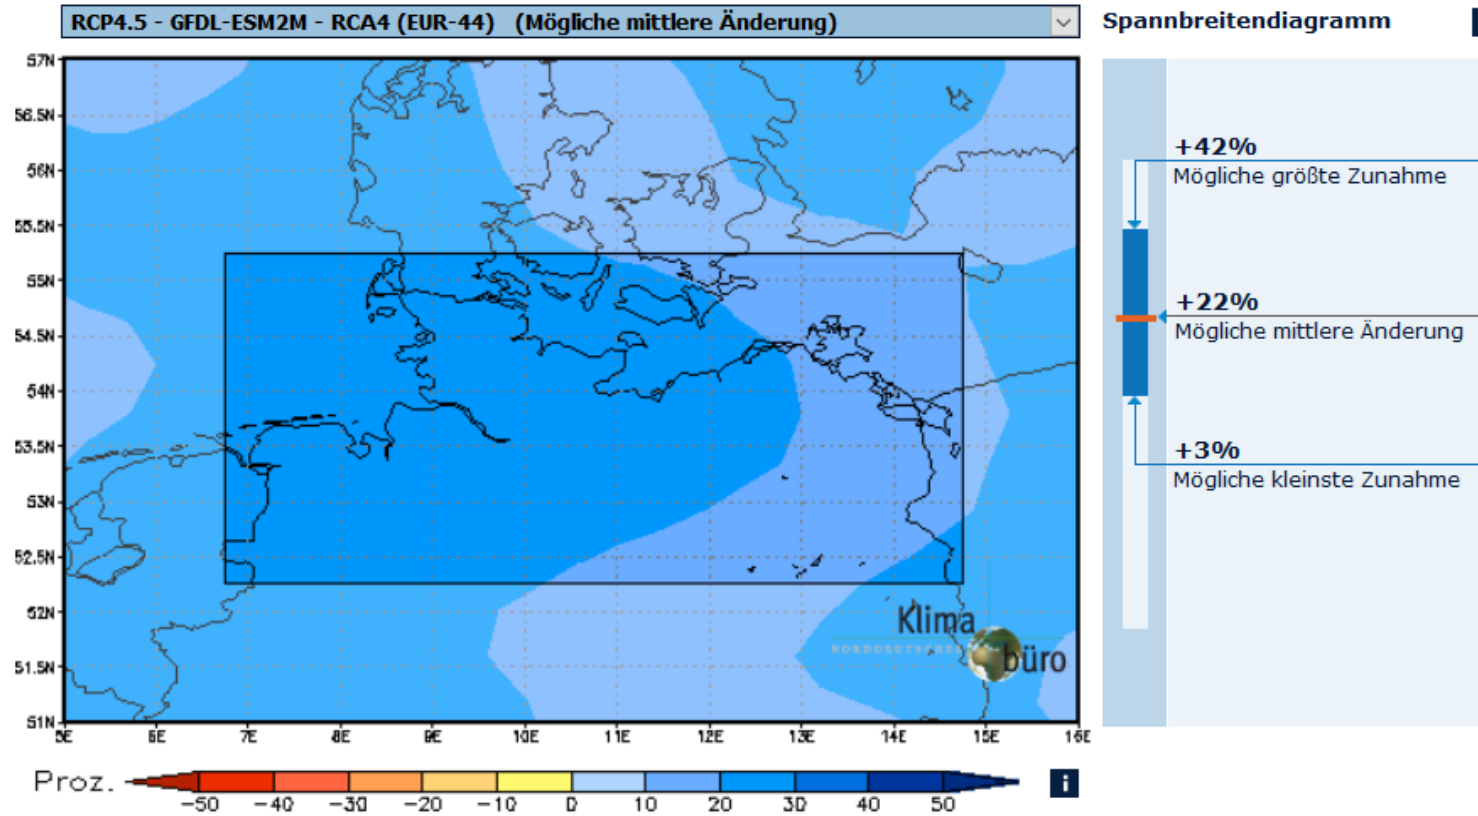 RCP4.5 - GFDL-ESM2M - RCA4 (EUR-44) (Mögliche mittlere Änderung)
Spannbreitendiagramm
57N
56.5N
56N
55.5N
55N
54.5N
54N
53.5N
53N
52.5N
52N
51.5N
51N
5E 6E 7E 8E 9E 10E 11E 12E 13E 14E 15E 16E
+42%
Mögliche größte Zunahme
+22%
Mögliche mittlere Änderung
+3%
Mögliche kleinste Zunahme
Klima
NORDDEUTSCHES
büro
Proz.
i
-50 -40 -30 -20 -10 0 10 20 30 40 50